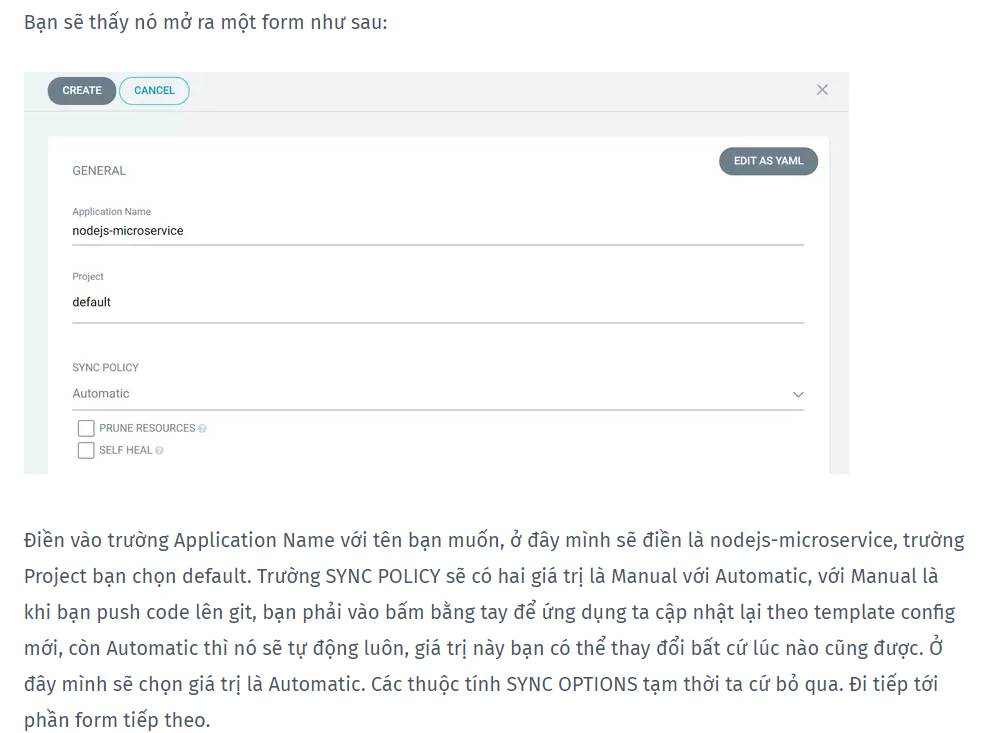 Bạn sẽ thấy nó mở ra một form như sau:
CREATE CANCEL
GENERAL
EDIT AS YAML
Application Name
nodejs-microservice
Project
default
SYNC POLICY
Automatic
PRUNE RESOURCES
SELF HEAL
Điền vào trường Application Name với tên bạn muốn, ở đây mình sẽ điền là nodejs-microservice, trường
Project bạn chọn default. Trường SYNC POLICY sẽ có hai giá trị là Manual với Automatic, với Manual là
khi bạn push code lên git, bạn phải vào bấm bằng tay để ứng dụng ta cập nhật lại theo template config
mới, còn Automatic thì nó sẽ tự động luôn, giá trị này bạn có thể thay đổi bất cứ lúc nào cũng được. Ở
đây mình sẽ chọn giá trị là Automatic. Các thuộc tính SYNC OPTIONS tạm thời ta cứ bỏ qua. Đi tiếp tới
phần form tiếp theo.